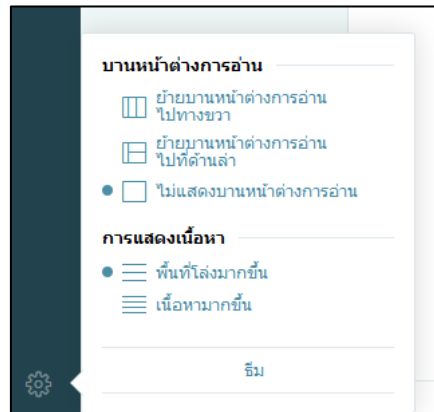 บานหน้าต่างการอ่าน
ย้ายบานหน้าต่างการอ่าน
ไปทางขวา
ย้ายบานหน้าต่างการอ่าน
ไปที่ด้านล่า
ไม่แสดงบานหน้าต่างการอ่าน
การแสดงเนื้อหา
พื้นที่โล่งมากขึ้น
เนื้อหามากขึ้น
ธีม